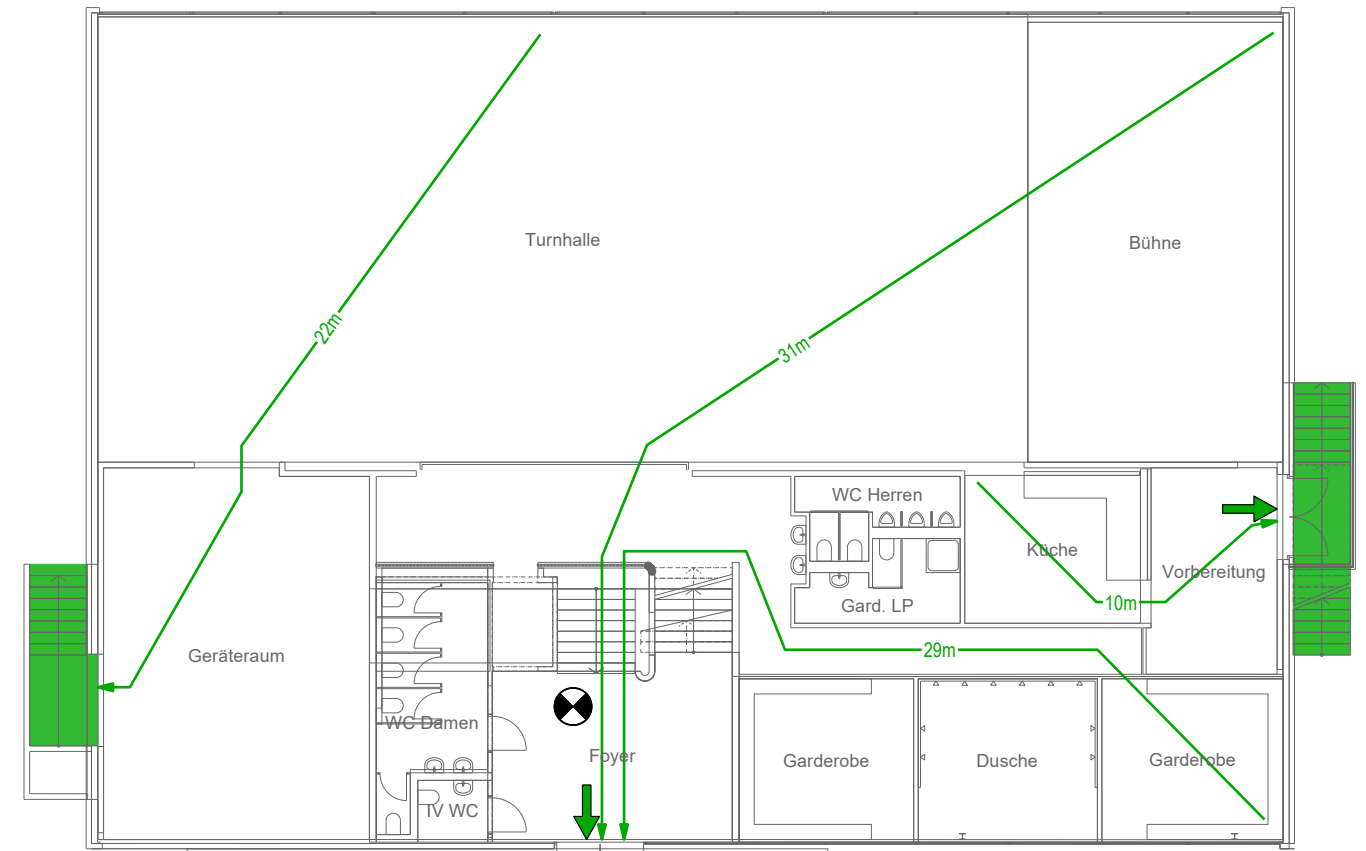 Turnhalle
Bühne
22m
31m
WC Herren
Küche
Vorbereitung
Gard. LP
10m
Geräteraum
29m
WC Damen
Foyer
Garderobe
Dusche
Garderobe
IV WC